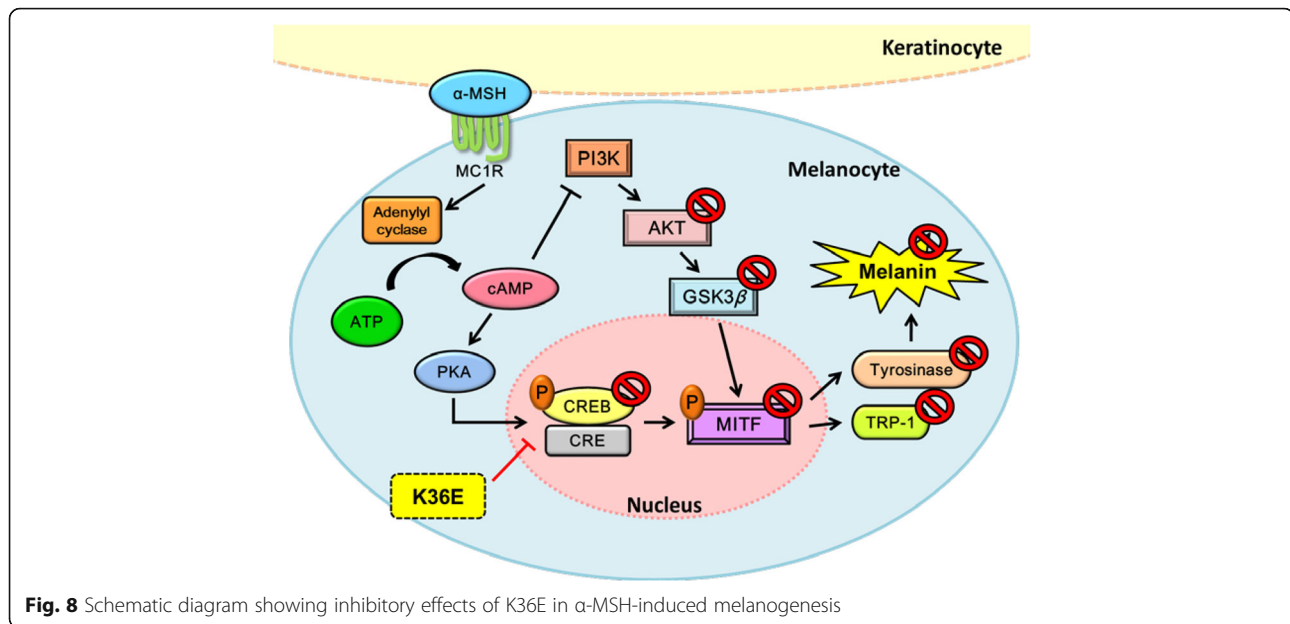 Keratinocyte
α-MSH
MC1R
PI3K
Melanocyte
Adenylyl
cyclase
AKT
Melanin
cAMP
GSK3β
ATP
PKA
Tyrosinase
P
CREB
P
MITF
TRP-1
CRE
K36E
Nucleus
Fig. 8 Schematic diagram showing inhibitory effects of K36E in α-MSH-induced melanogenesis